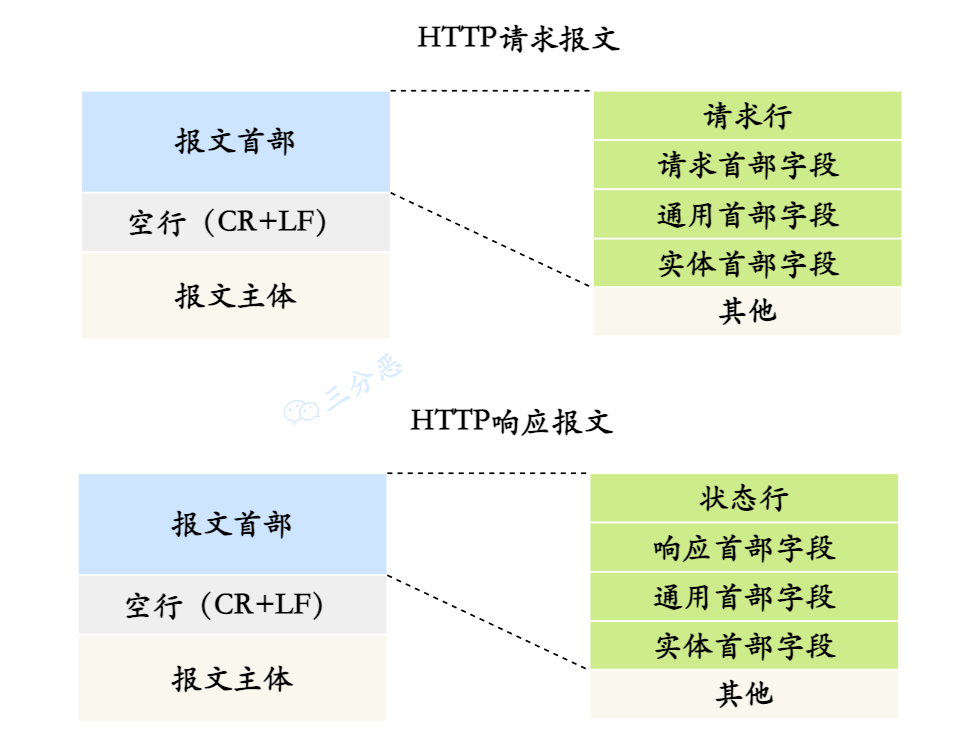 HTTP请求报文
报文首部
空行（CR+LF）
报文主体
请求行
请求首部字段
通用首部字段
实体首部字段
其他
三分恶
HTTP响应报文
报文首部
空行（CR+LF）
报文主体
状态行
响应首部字段
通用首部字段
实体首部字段
其他